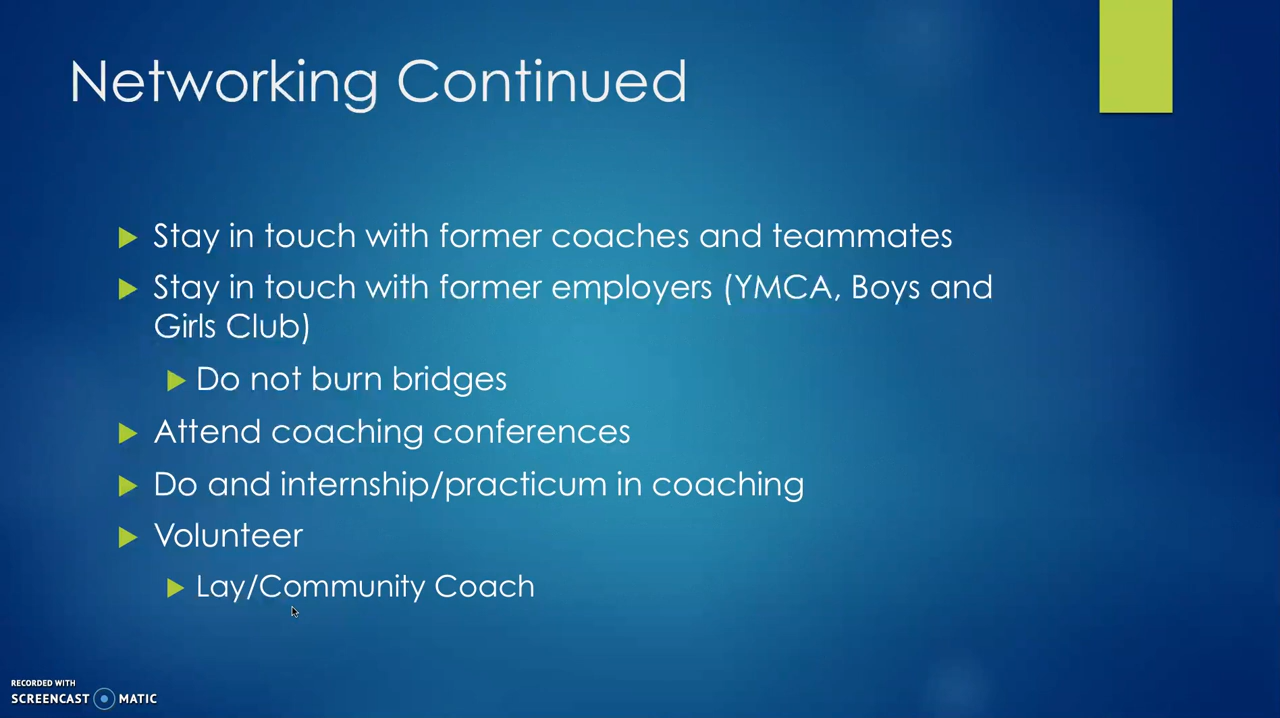 Networking Continued
Stay in touch with former coaches and teammates
Stay in touch with former employers (YMCA, Boys and
Girls Club)
Do not burn bridges
Attend coaching conferences
Do and internship/practicum in coaching
Volunteer
Lay/Community Coach
RECORDED WITH
SCREENCAST MATIC